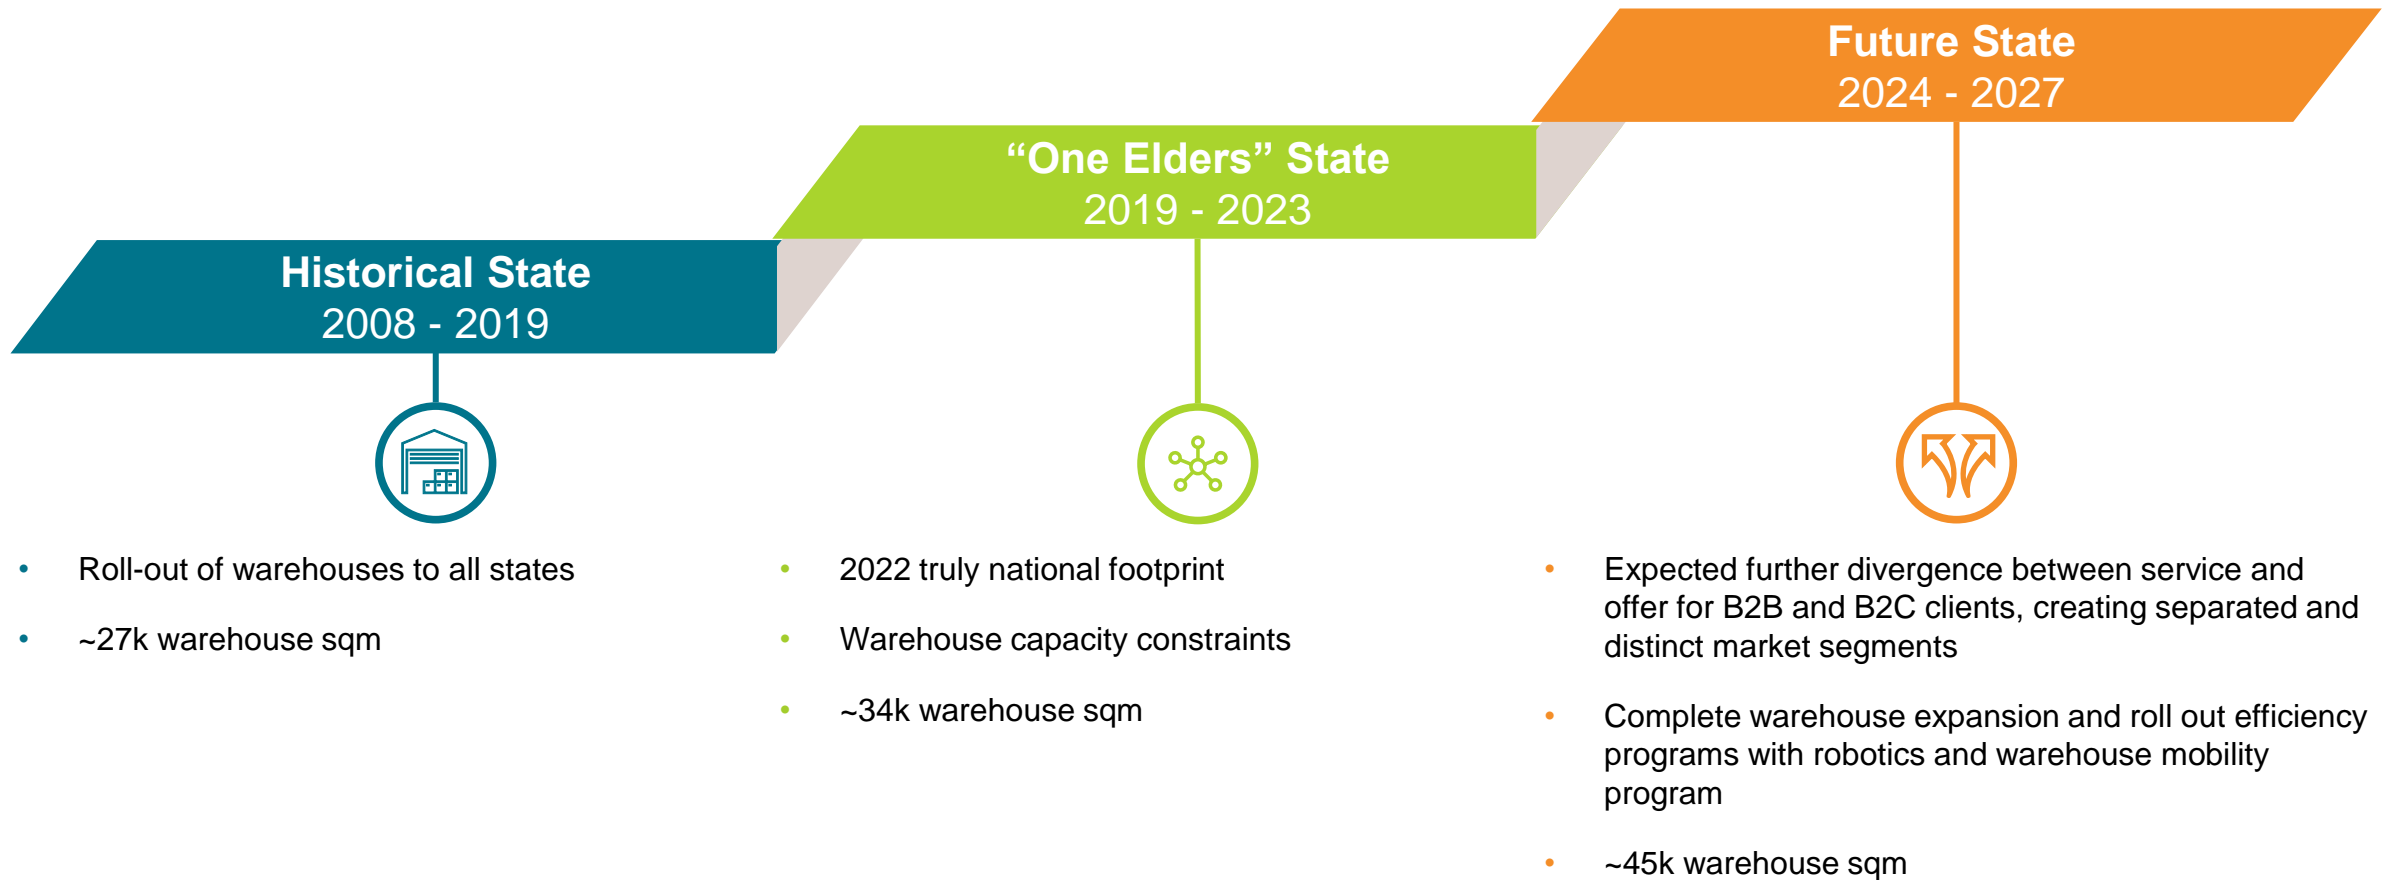 Historical State
2008 - 2019
• Roll-out of warehouses to all states
• ~27k warehouse sqm
“One Elders” State
2019 - 2023
• 2022 truly national footprint
• Warehouse capacity constraints
• ~34k warehouse sqm
Future State
2024 - 2027
• Expected further divergence between service and
offer for B2B and B2C clients, creating separated and
distinct market segments
• Complete warehouse expansion and roll out efficiency
programs with robotics and warehouse mobility
program
• ~45k warehouse sqm